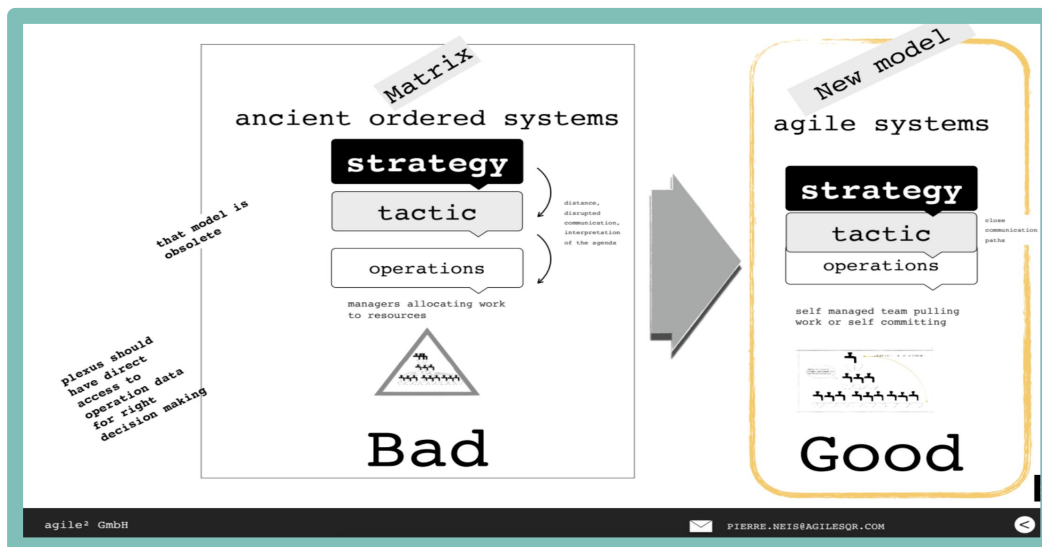 Matrix
ancient ordered systems
strategy
tactic
operations
distance,
disrupted
communication,
interpretation
of the agenda
managers allocating work
to resources
Bad
that model is
obsolete
plexus should
have direct
access to
operation data
for right
decision making
New model
agile systems
strategy
tactic
operations
close
communication
paths
self managed team pulling
work or self committing
Good
agile² GmbH
PIERRE.NEIS@AGILESQR.COM